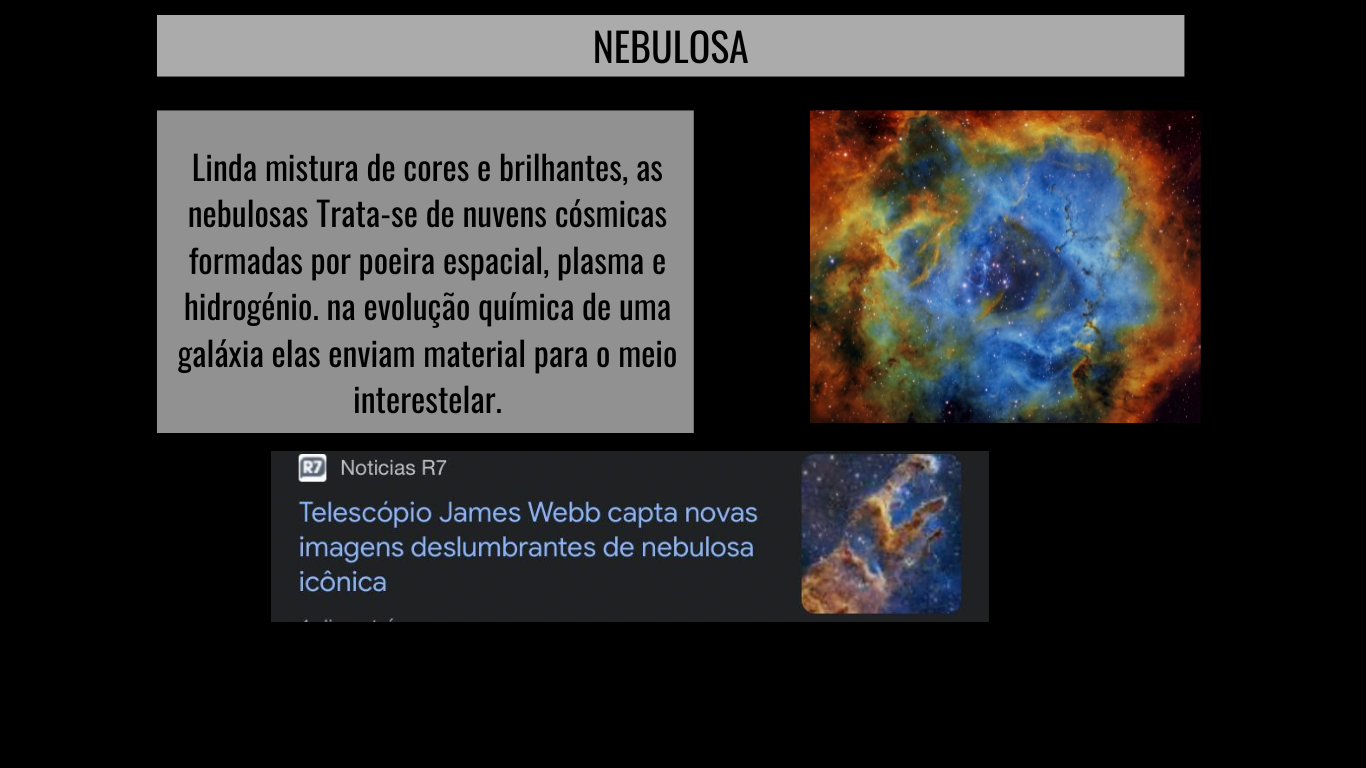 NEBULOSA
Linda mistura de cores e brilhantes, as
nebulosas Trata-se de nuvens cósmicas
formadas por poeira espacial, plasma e
hidrogénio. na evolução química de uma
galáxia elas enviam material para o meio
interestelar.
R7 Noticias R7
Telescópio James Webb capta novas
imagens deslumbrantes de nebulosa
icônica